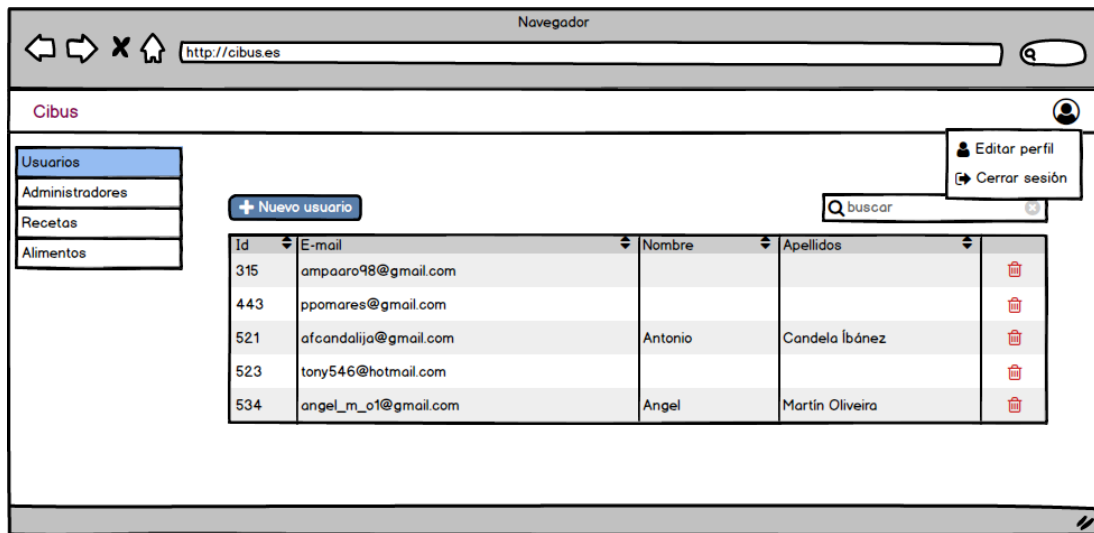 Navegador
http://cibus.es
Cibus
Editar perfil
Cerrar sesión
Usuarios
Administradores
Recetas
Alimentos
Nuevo usuario
buscar
Id E-mail Nombre Apellidos
315 ampaaro98@gmail.com
443 ppomares@gmail.com
521 afcandalija@gmail.com Antonio Candela Íbánez
523 tony546@hotmail.com
534 angel_m_o1@gmail.com Angel Martín Oliveira